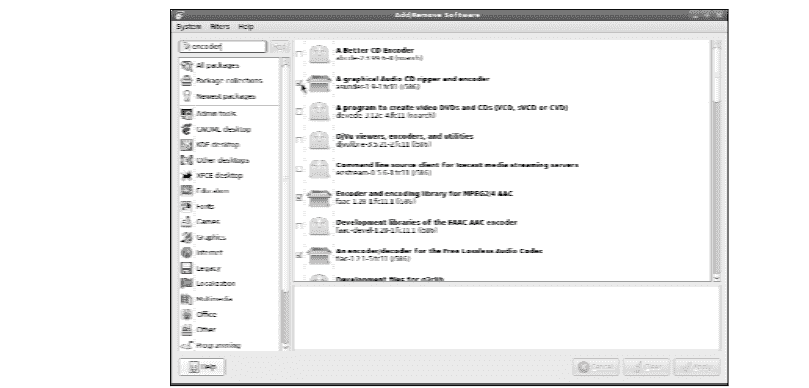 Add/Remove Software
System Filters Help
encoder
All packages
Package collections
Newest packages
Admin tools
GNOME desktop
KDE desktop
Other desktops
XFCE desktop
Education
Fonts
Games
Graphics
Internet
Legacy
Localization
Multimedia
Office
Other
Programming
A Better CD Encoder
A graphical Audio CD ripper and encoder
A program to create video DVDs and CDs (VCD, sVCD or CVD)
DjVu viewers, encoders, and utilities
Command line source client for Icecast media streaming servers
Encoder and encoding library for MPEG2/4 AAC
Development libraries of the FAAC AAC encoder
An encoder/decoder for the Free Lossless Audio Codec
Development files for
Help
Cancel
Clear
Apply